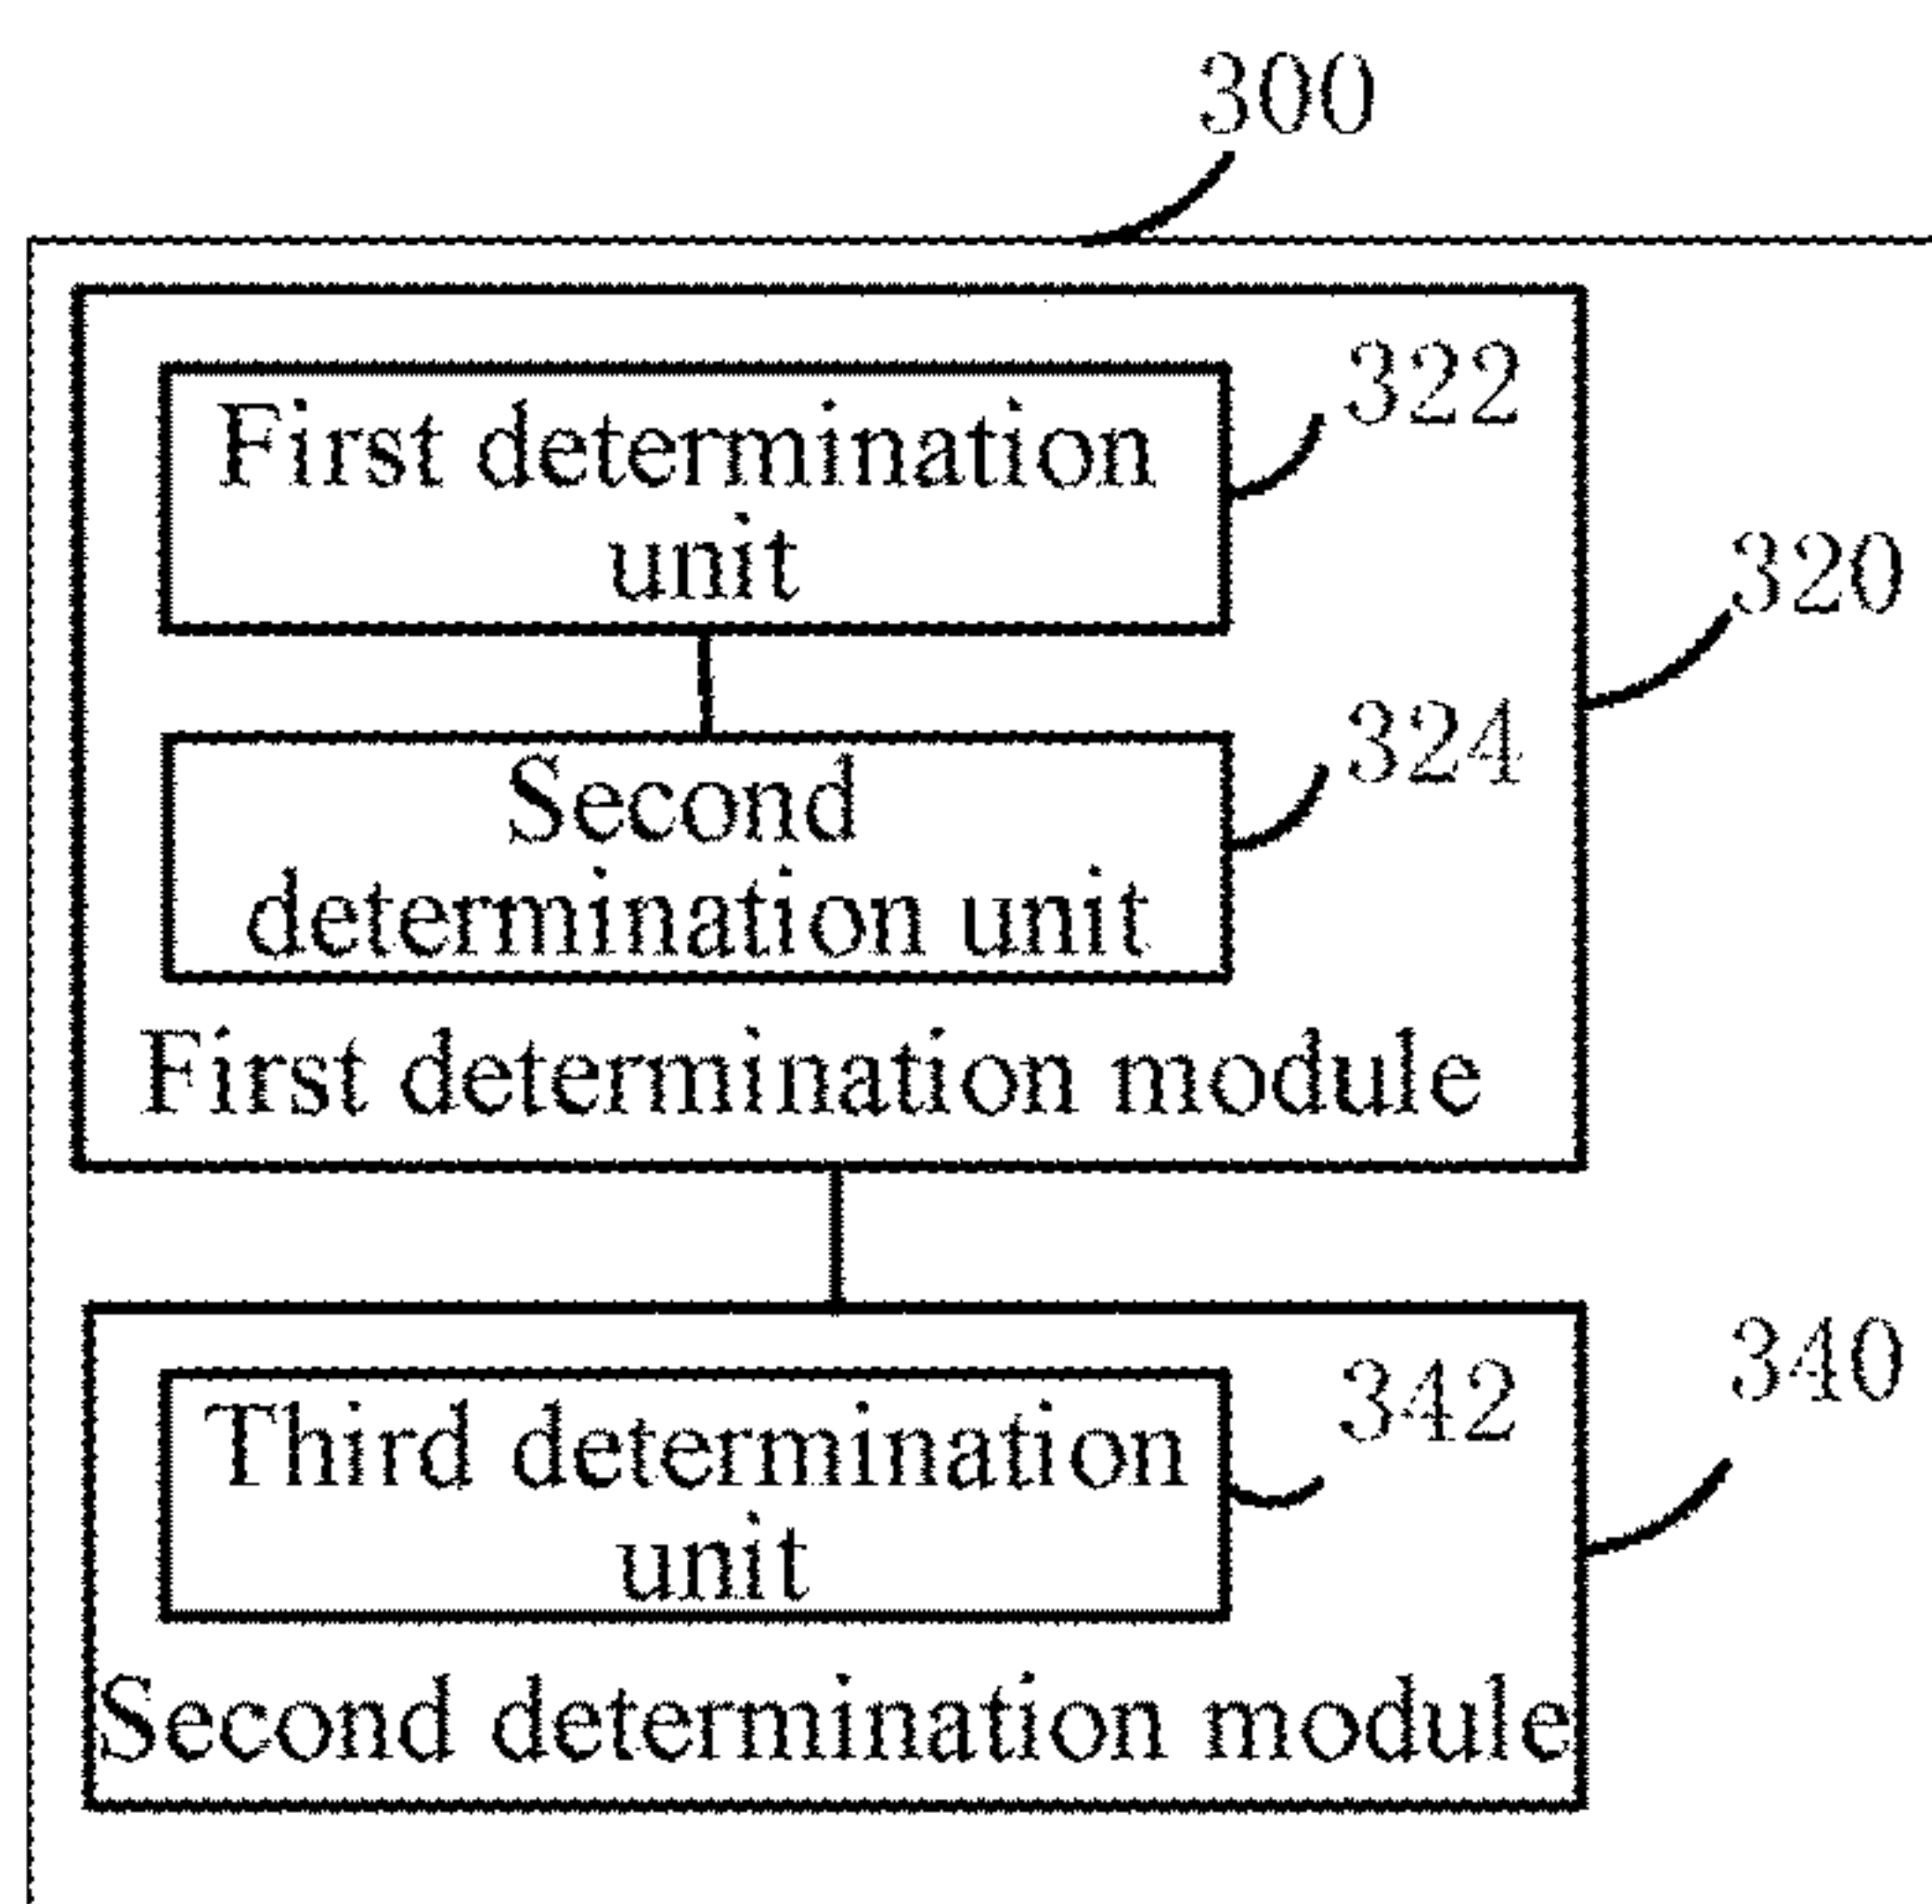 300
First determination
unit
322
320
Second
determination unit
324
First determination module
Third determination
unit
342
340
Second determination module